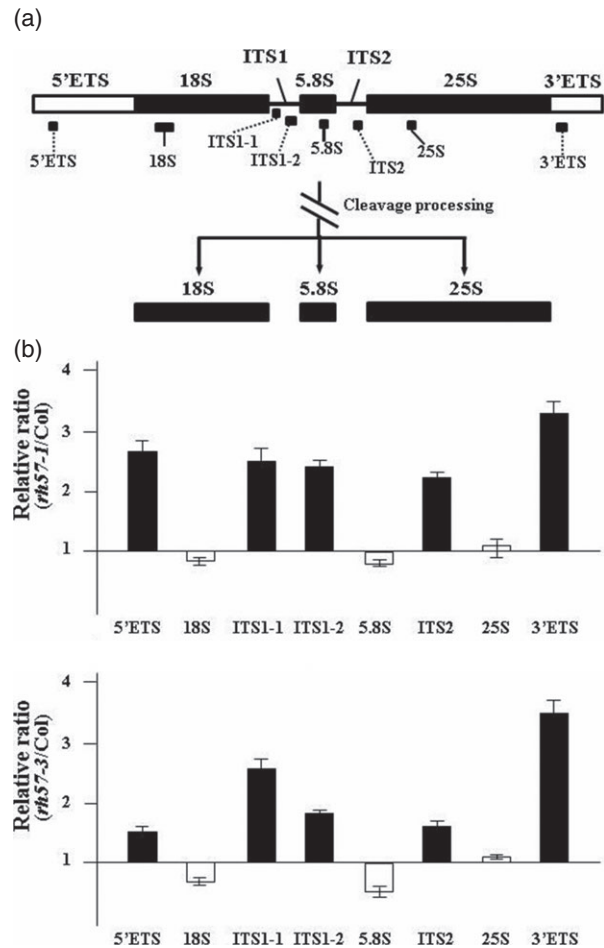 (a)
ITS1 ITS2
5'ETS 18S 5.8S 25S 3'ETS
5'ETS 18S ITS1-1 ITS1-2 5.8S ITS2 25S 3'ETS
Cleavage processing
18S 5.8S 25S
(b)
Relative ratio
(rh57-1/Col)
4
3
2
1
5'ETS 18S ITS1-1 ITS1-2 5.8S ITS2 25S 3'ETS
Relative ratio
(rh57-3/Col)
4
3
2
1
5'ETS 18S ITS1-1 ITS1-2 5.8S ITS2 25S 3'ETS